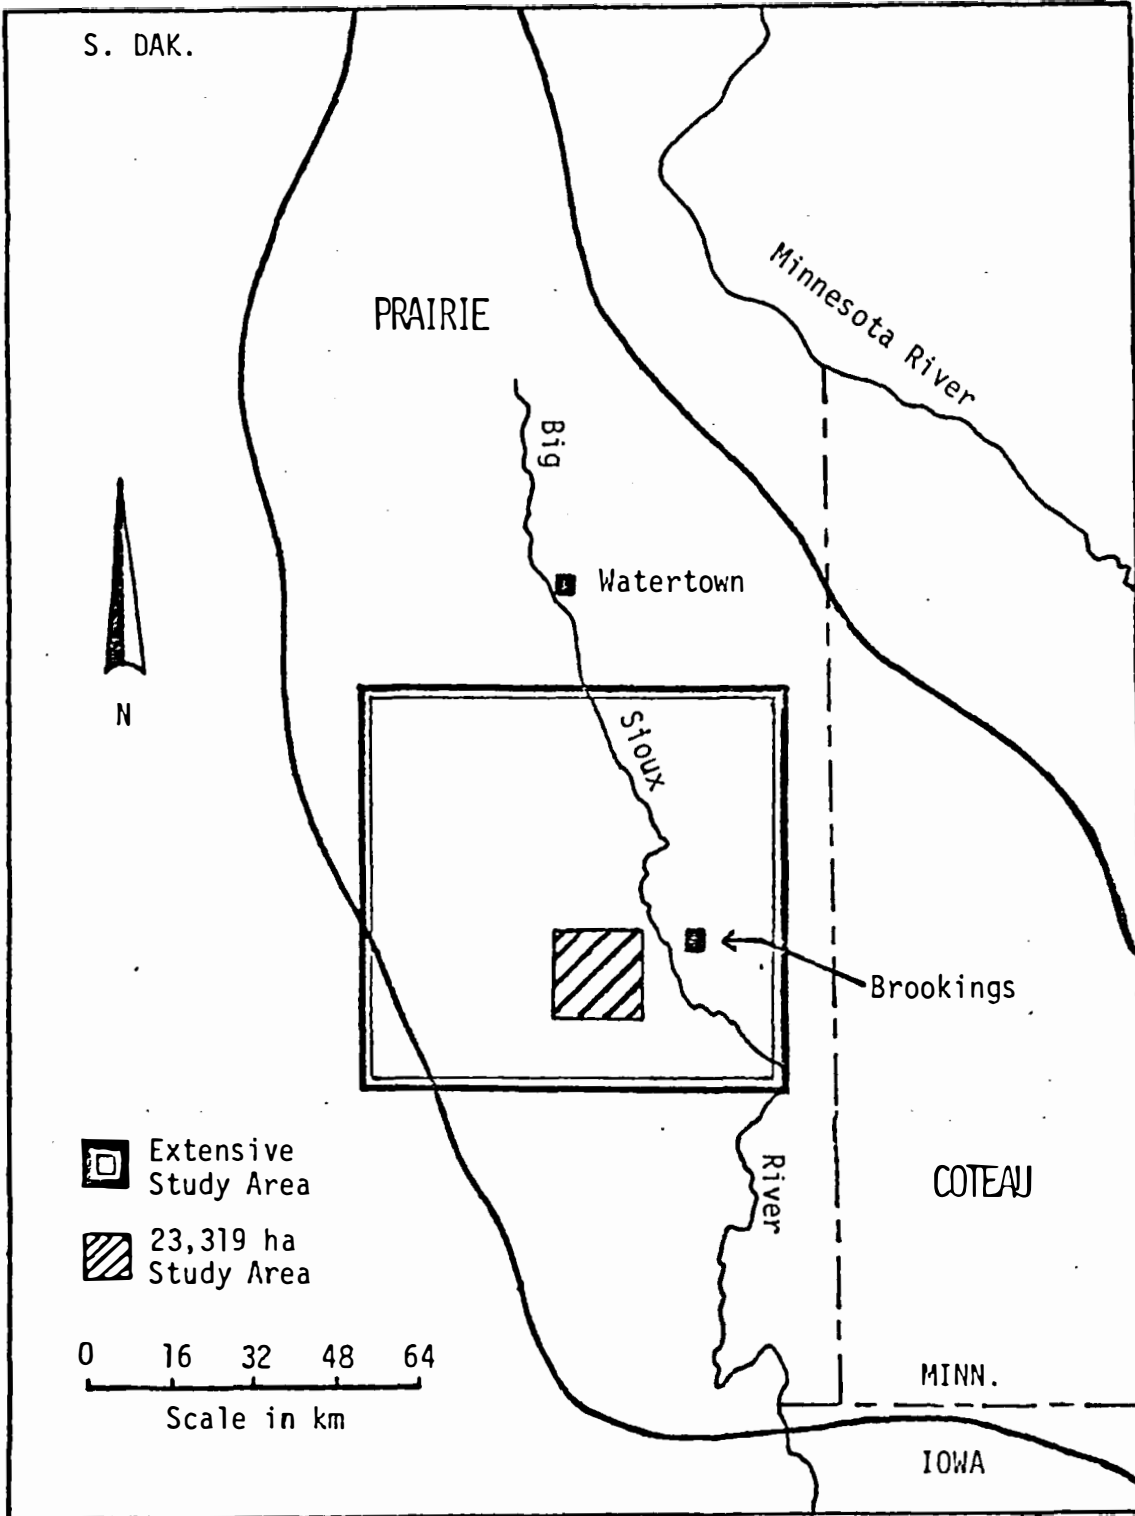 S. DAK.
Minnesota River
PRAIRIE
Big
Watertown
N
Sioux
Brookings
Extensive
Study Area
River
COTEAU
23,319 ha
Study Area
0 16 32 48 64
Scale in km
MINN.
IOWA